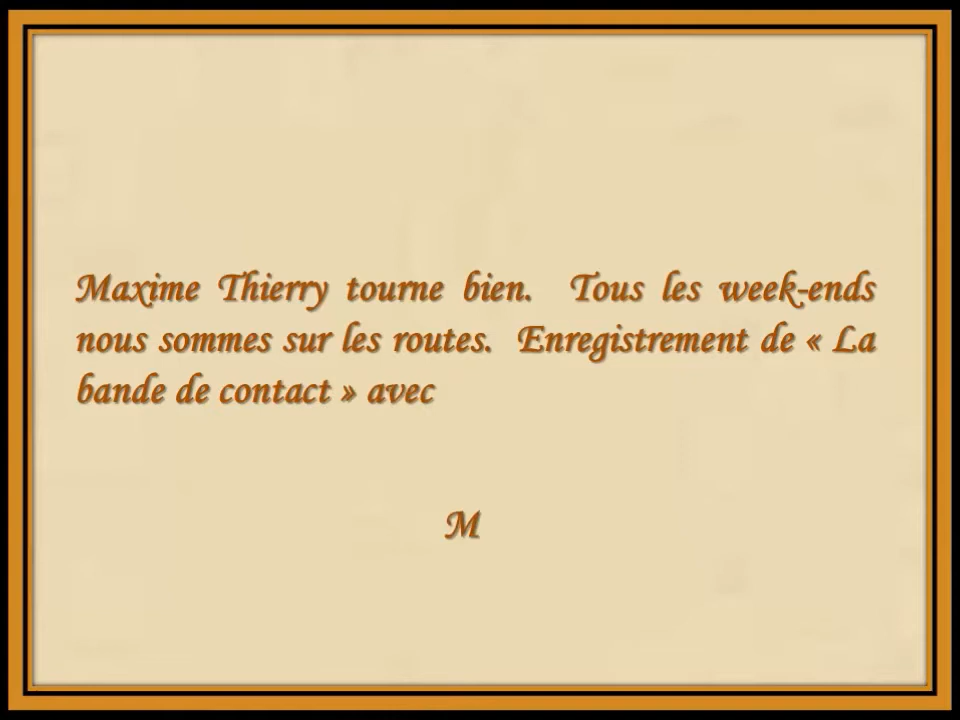 Maxime Thierry tourne bien. Tous les week-ends
nous sommes sur les routes. Enregistrement de « La
bande de contact » avec
M